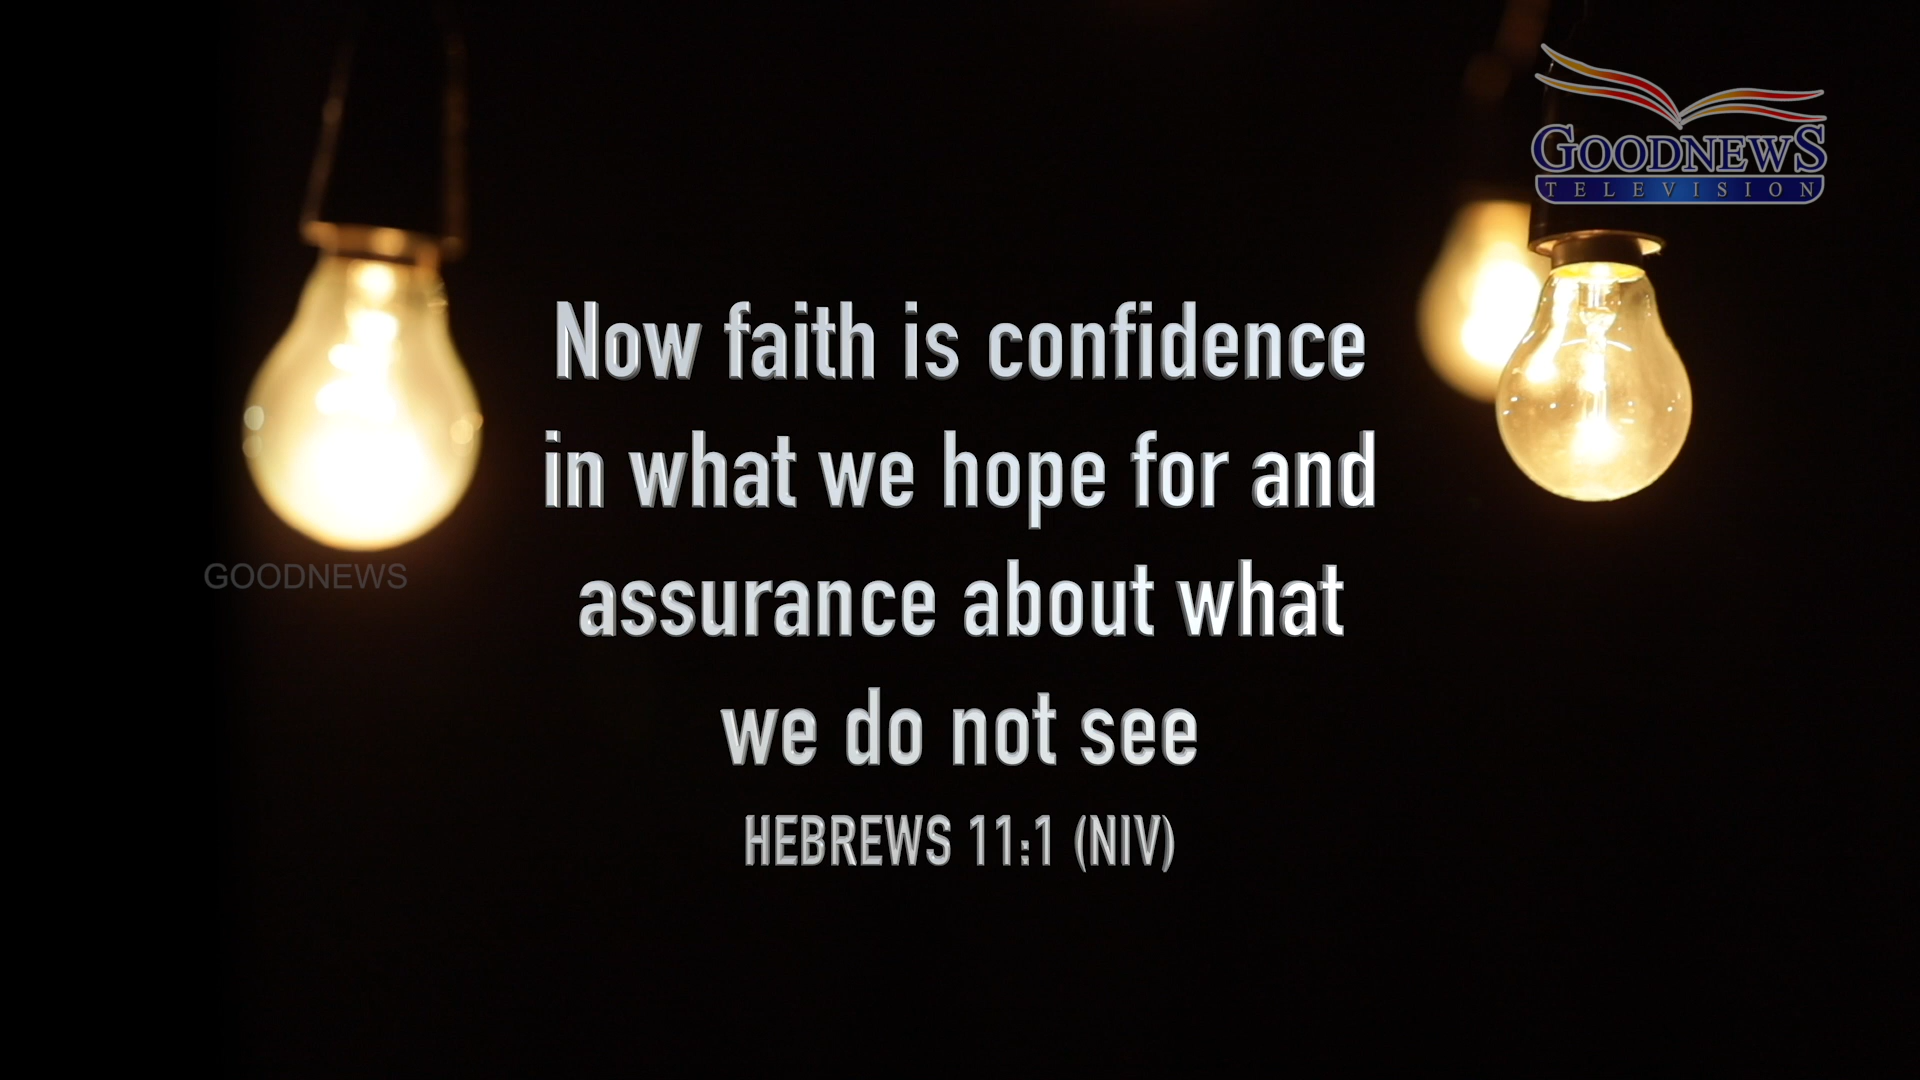 GOODNEWS
TELEVISION
Now faith is confidence
in what we hope for and
assurance about what
we do not see
HEBREWS 11:1 (NIV)
GOODNEWS